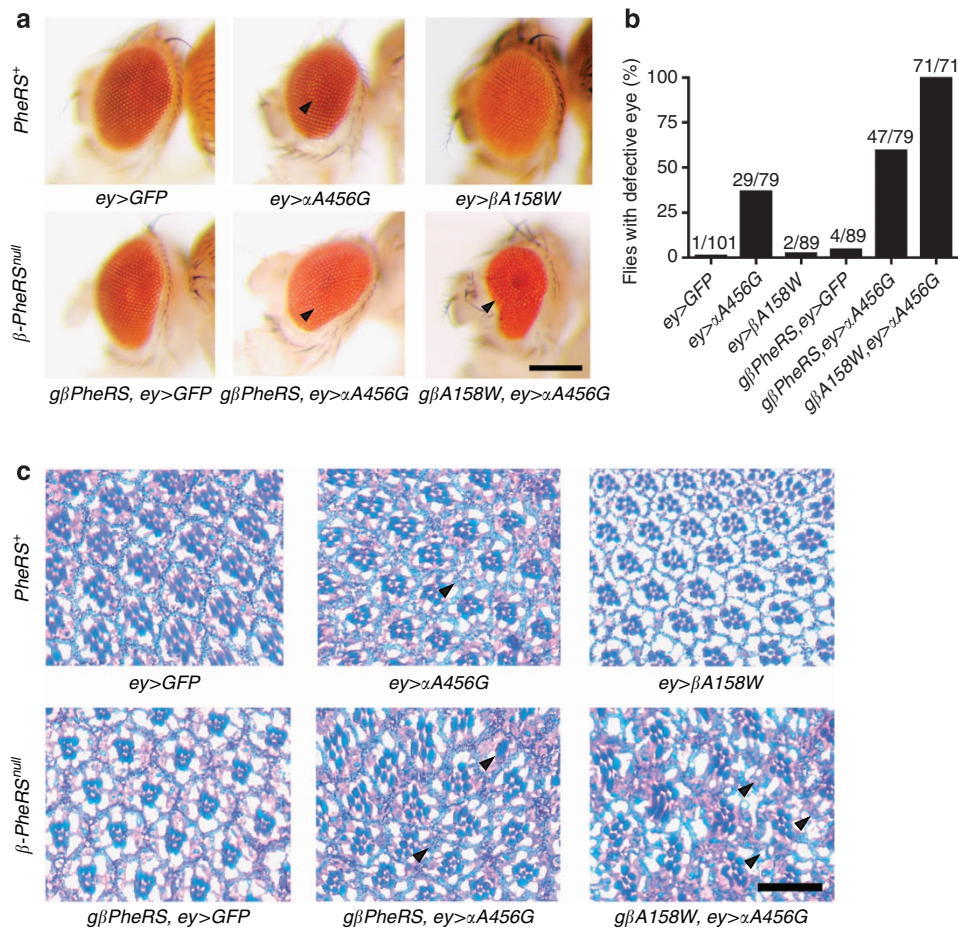 a
PheRS+
ey>GFP
ey>αA456G
ey>βA158W
β-PheRSnull
gβPheRS, ey>GFP
gβPheRS, ey>αA456G
gβA158W, ey>αA456G
b
Flies with defective eye (%)
100
75
50
25
0
1/101
29/79
2/89
4/89
47/79
71/71
ey>GFP
ey>αA456G
ey>βA158W
gβPheRS, ey>GFP
gβPheRS, ey>αA456G
gβA158W, ey>αA456G
c
PheRS+
ey>GFP
ey>αA456G
ey>βA158W
β-PheRSnull
gβPheRS, ey>GFP
gβPheRS, ey>αA456G
gβA158W, ey>αA456G